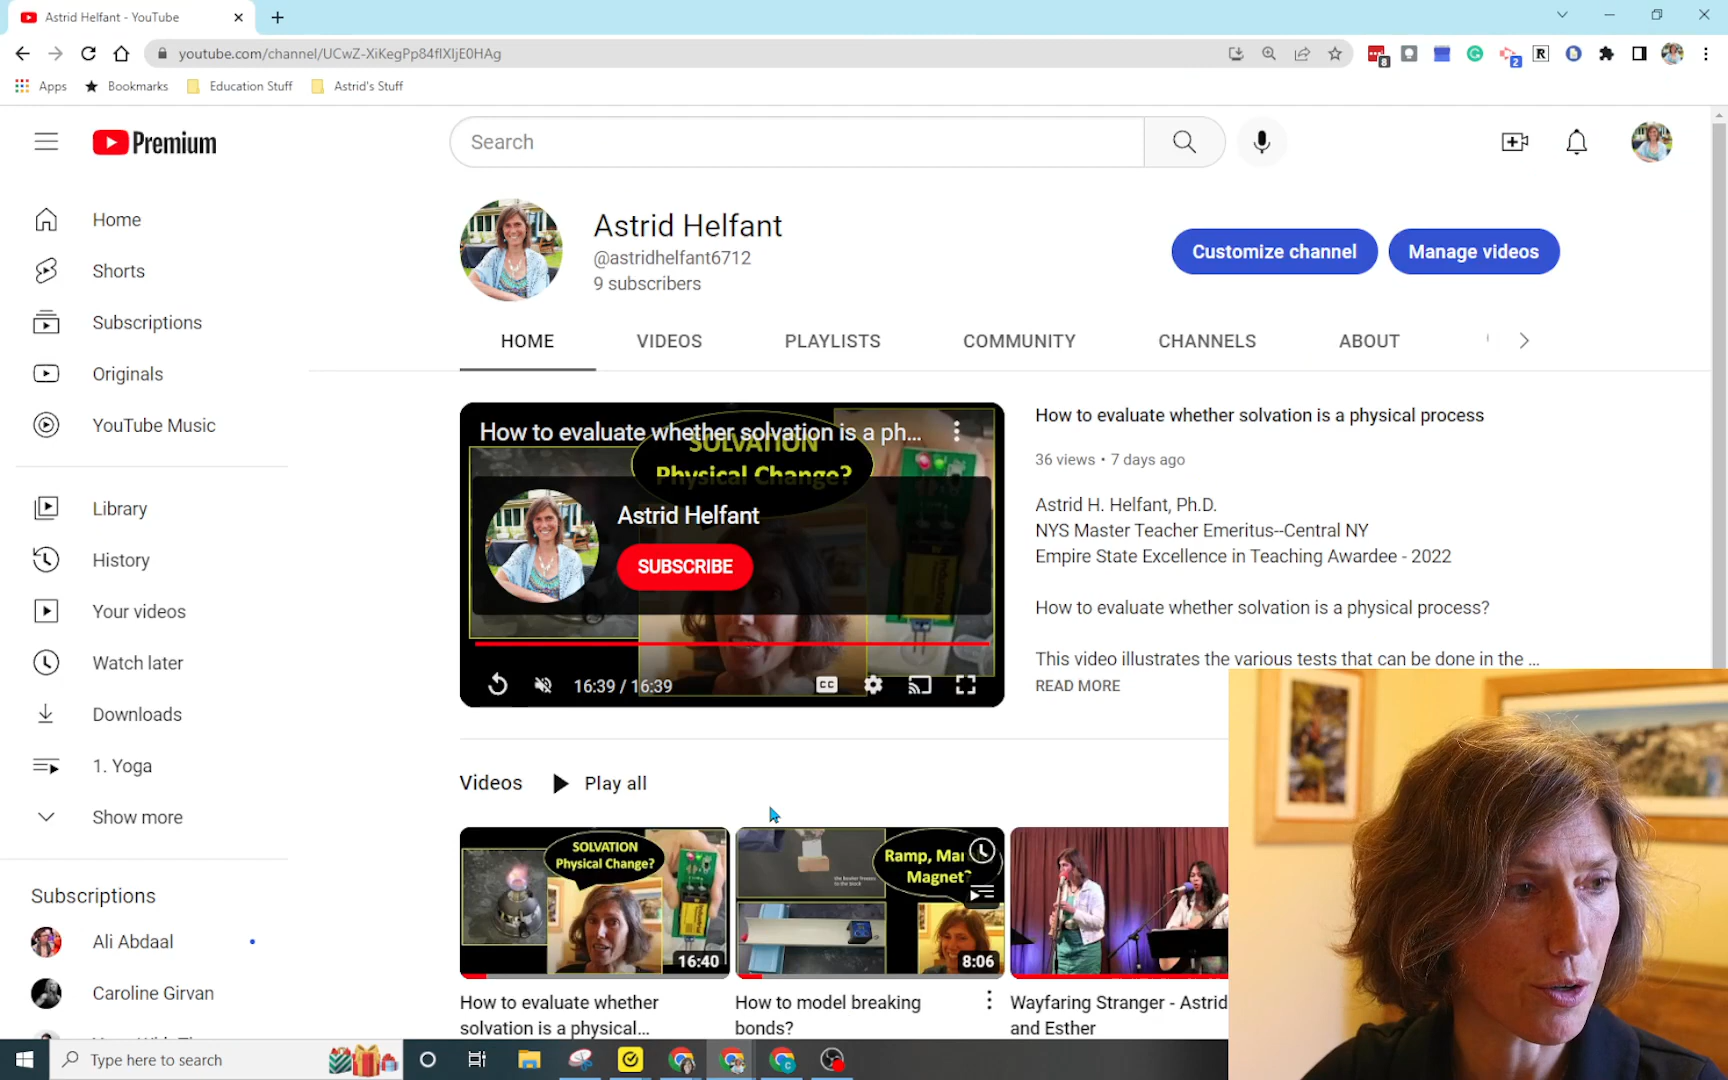 Astrid Helfant - YouTube
youtube.com/channel/UCwZ-XiKegPp84flXIjE0HAg
8
2
R
Apps
Bookmarks
Education Stuff
Astrid's Stuff
Premium
Search
Home
Shorts
Subscriptions
Originals
YouTube Music
Library
History
Your videos
Watch later
Downloads
1. Yoga
Show more
Subscriptions
Ali Abdaal
Caroline Girvan
Astrid Helfant
@astridhelfant6712
9 subscribers
Customize channel
Manage videos
HOME
VIDEOS
PLAYLISTS
COMMUNITY
CHANNELS
ABOUT
How to evaluate whether solvation is a ph...
SOLVATION
Physical Change?
Astrid Helfant
SUBSCRIBE
16:39 / 16:39
CC
How to evaluate whether solvation is a physical process
36 views • 7 days ago
Astrid H. Helfant, Ph.D.
NYS Master Teacher Emeritus--Central NY
Empire State Excellence in Teaching Awardee - 2022
How to evaluate whether solvation is a physical process?
This video illustrates the various tests that can be done in the ...
READ MORE
Videos
Play all
SOLVATION
Physical Change?
16:40
How to evaluate whether
solvation is a physical...
Ramp, Mar
Magnet?
8:06
How to model breaking
bonds?
Wayfaring Stranger - Astrid
and Esther
Type here to search